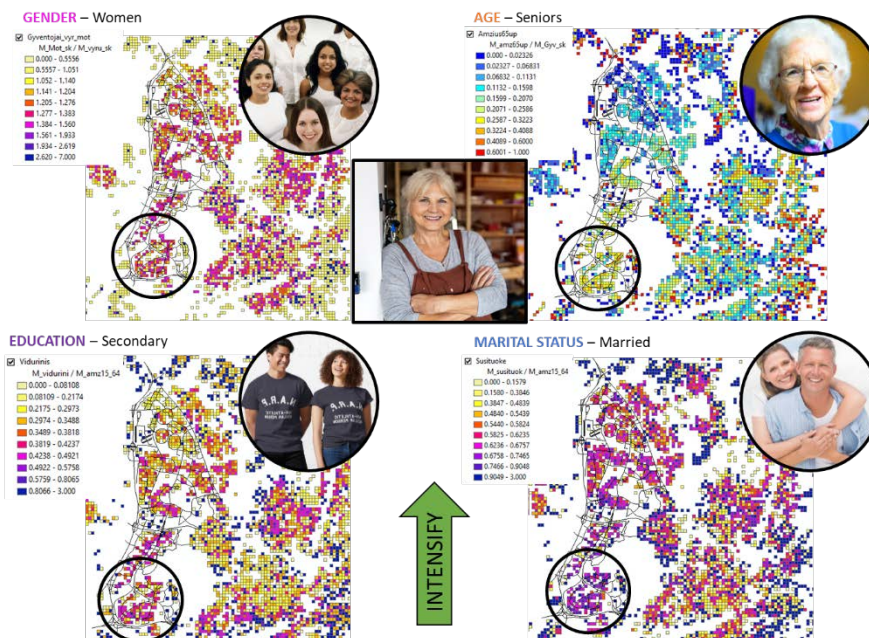 GENDER – Women
Gyventojai_vyr_mot
M_Mot_sk / M_vyru_sk
0.000 - 0.5556
0.5557 - 1.051
1.052 - 1.140
1.141 - 1.204
1.205 - 1.276
1.277 - 1.383
1.384 - 1.560
1.561 - 1.933
1.934 - 2.619
2.620 - 7.000
AGE – Seniors
Amzius65up
M_amz65up / M_Gyv_sk
0.000 - 0.02326
0.02327 - 0.06831
0.06832 - 0.1131
0.1132 - 0.1598
0.1599 - 0.2070
0.2071 - 0.2586
0.2587 - 0.3223
0.3224 - 0.4088
0.4089 - 0.6000
0.6001 - 1.000
EDUCATION – Secondary
Vidurinis
M_vidurini / M_amz15_64
0.000 - 0.08108
0.08109 - 0.2174
0.2175 - 0.2973
0.2974 - 0.3488
0.3489 - 0.3818
0.3819 - 0.4237
0.4238 - 0.4921
0.4922 - 0.5758
0.5759 - 0.8065
0.8066 - 3.000
MARITAL STATUS – Married
Susituoke
M_susituok / M_amz15_64
0.000 - 0.1579
0.1580 - 0.3846
0.3847 - 0.4839
0.4840 - 0.5439
0.5440 - 0.5824
0.5825 - 0.6235
0.6236 - 0.6757
0.6758 - 0.7465
0.7466 - 0.9048
0.9049 - 3.000
INTENSIFY